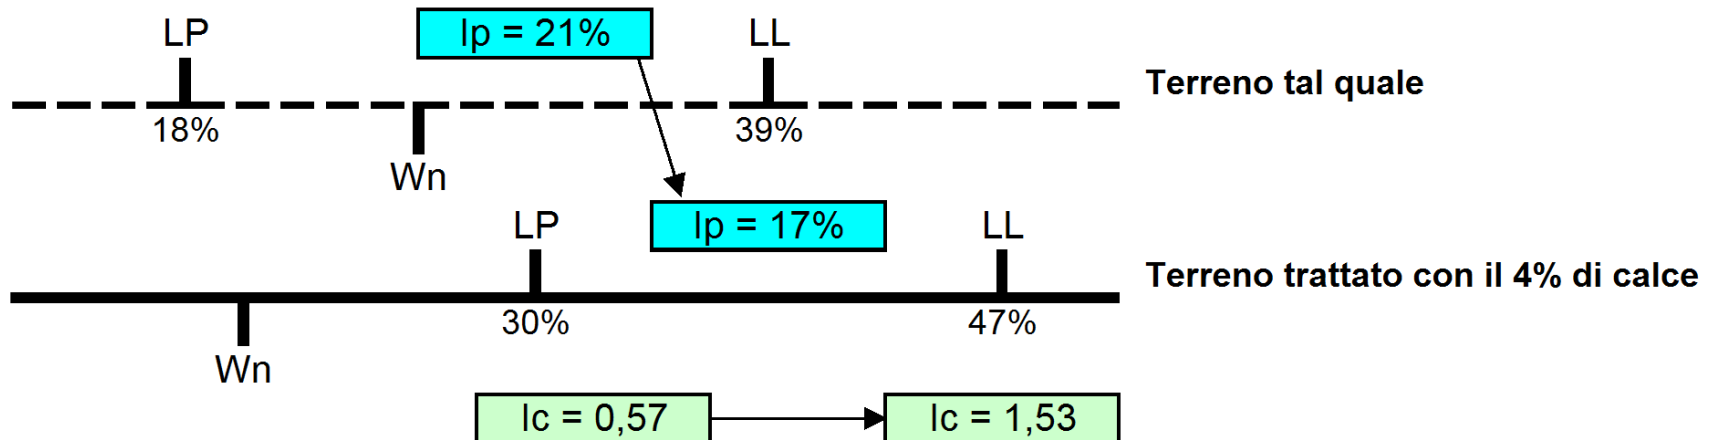 LP
Ip = 21%
LL
Terreno tal quale
18%
39%
Wn
LP
Ip = 17%
LL
Terreno trattato con il 4% di calce
30%
47%
Wn
Ic = 0,57
Ic = 1,53